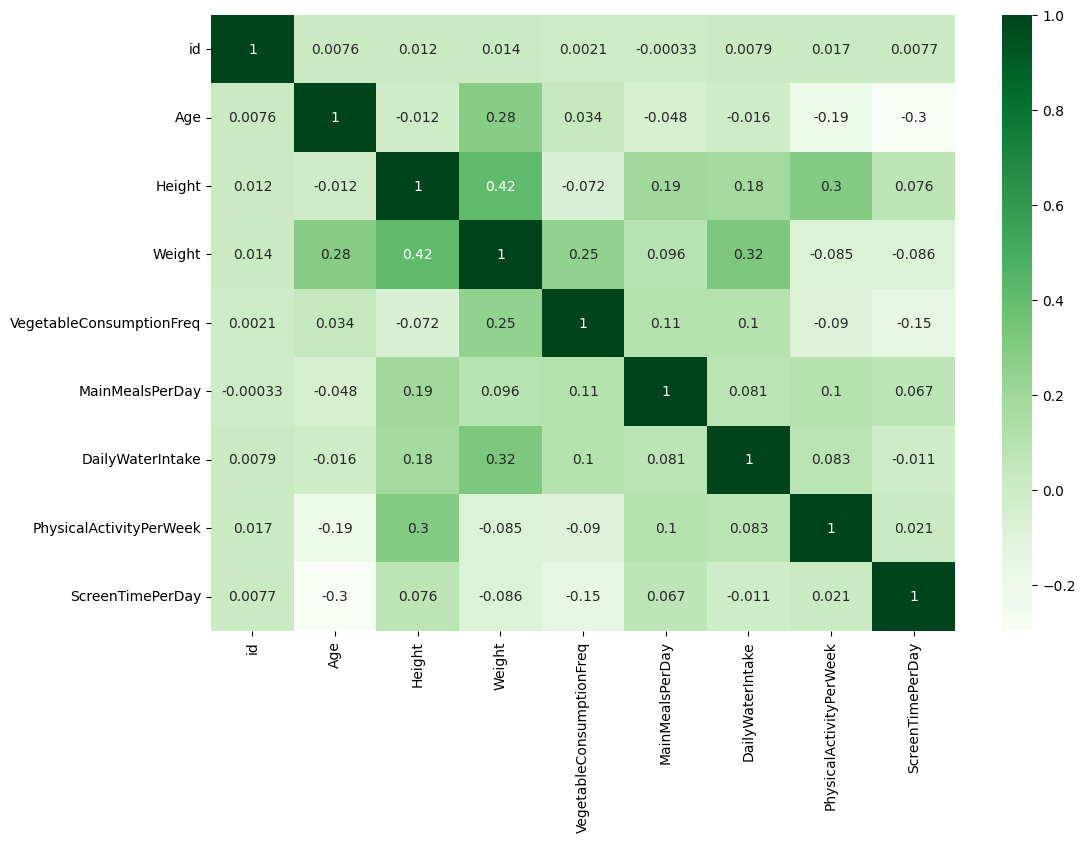 id 1 0.0076 0.012 0.014 0.0021 -0.00033 0.0079 0.017 0.0077
Age 0.0076 1 -0.012 0.28 0.034 -0.048 -0.016 -0.19 -0.3
Height 0.012 -0.012 1 0.42 -0.072 0.19 0.18 0.3 0.076
Weight 0.014 0.28 0.42 1 0.25 0.096 0.32 -0.085 -0.086
VegetableConsumptionFreq 0.0021 0.034 -0.072 0.25 1 0.11 0.1 -0.09 -0.15
MainMealsPerDay -0.00033 -0.048 0.19 0.096 0.11 1 0.081 0.1 0.067
DailyWaterIntake 0.0079 -0.016 0.18 0.32 0.1 0.081 1 0.083 -0.011
PhysicalActivityPerWeek 0.017 -0.19 0.3 -0.085 -0.09 0.1 0.083 1 0.021
ScreenTimePerDay 0.0077 -0.3 0.076 -0.086 -0.15 0.067 -0.011 0.021 1
id
Age
Height
Weight
VegetableConsumptionFreq
MainMealsPerDay
DailyWaterIntake
PhysicalActivityPerWeek
ScreenTimePerDay
1.0
0.8
0.6
0.4
0.2
0.0
−0.2